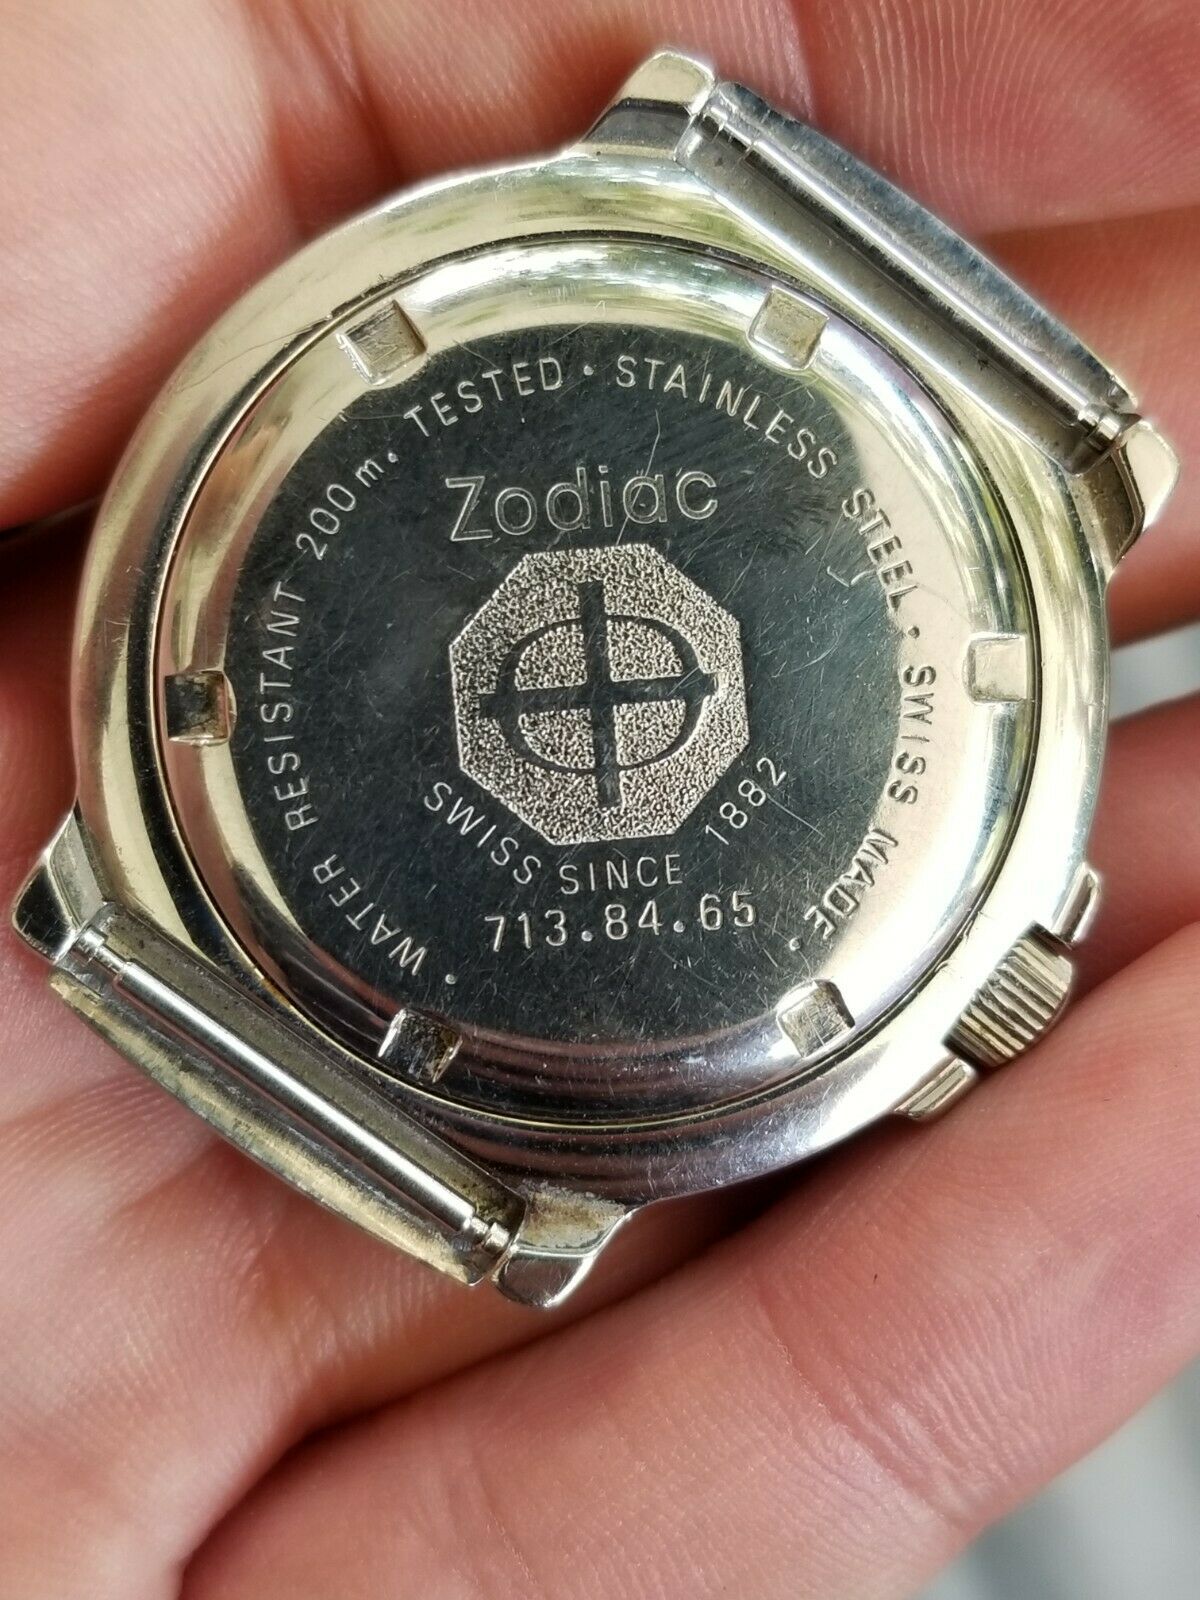 · WATER RESISTANT 200m. TESTED · STAINLESS STEEL · SWISS MADE ·
Zodiac
SWISS SINCE 1882
713.84.65